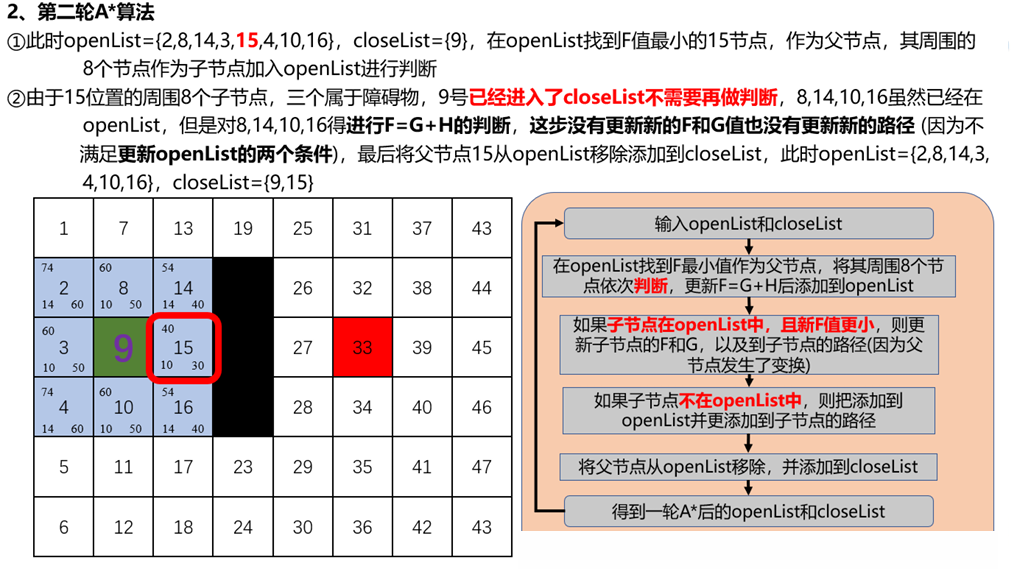 2、第二轮A*算法
①此时openList={2,8,14,3,15,4,10,16}，closeList={9}，在openList找到F值最小的15节点，作为父节点，其周围的
8个节点作为子节点加入openList进行判断
②由于15位置的周围8个子节点，三个属于障碍物，9号已经进入了closeList不需要再做判断，8,14,10,16虽然已经在
openList，但是对8,14,10,16得进行F=G+H的判断，这步没有更新新的F和G值也没有更新新的路径 (因为不
满足更新openList的两个条件)，最后将父节点15从openList移除添加到closeList，此时openList={2,8,14,3,
4,10,16}，closeList={9,15}
1 7 13 19 25 31 37 43
74 60 54
2 8 14 26 32 38 44
14 60 10 50 14 40
60 40
3 9 15 27 33 39 45
10 50 10 30
74 60 54
4 10 16 28 34 40 46
14 60 10 50 14 40
5 11 17 23 29 35 41 47
6 12 18 24 30 36 42 43
输入openList和closeList
在openList找到F最小值作为父节点，将其周围8个节
点依次判断，更新F=G+H后添加到openList
如果子节点在openList中，且新F值更小，则更
新子节点的F和G，以及到子节点的路径(因为父
节点发生了变换)
如果子节点不在openList中，则把添加到
openList并更添加到子节点的路径
将父节点从openList移除，并添加到closeList
得到一轮A*后的openList和closeList